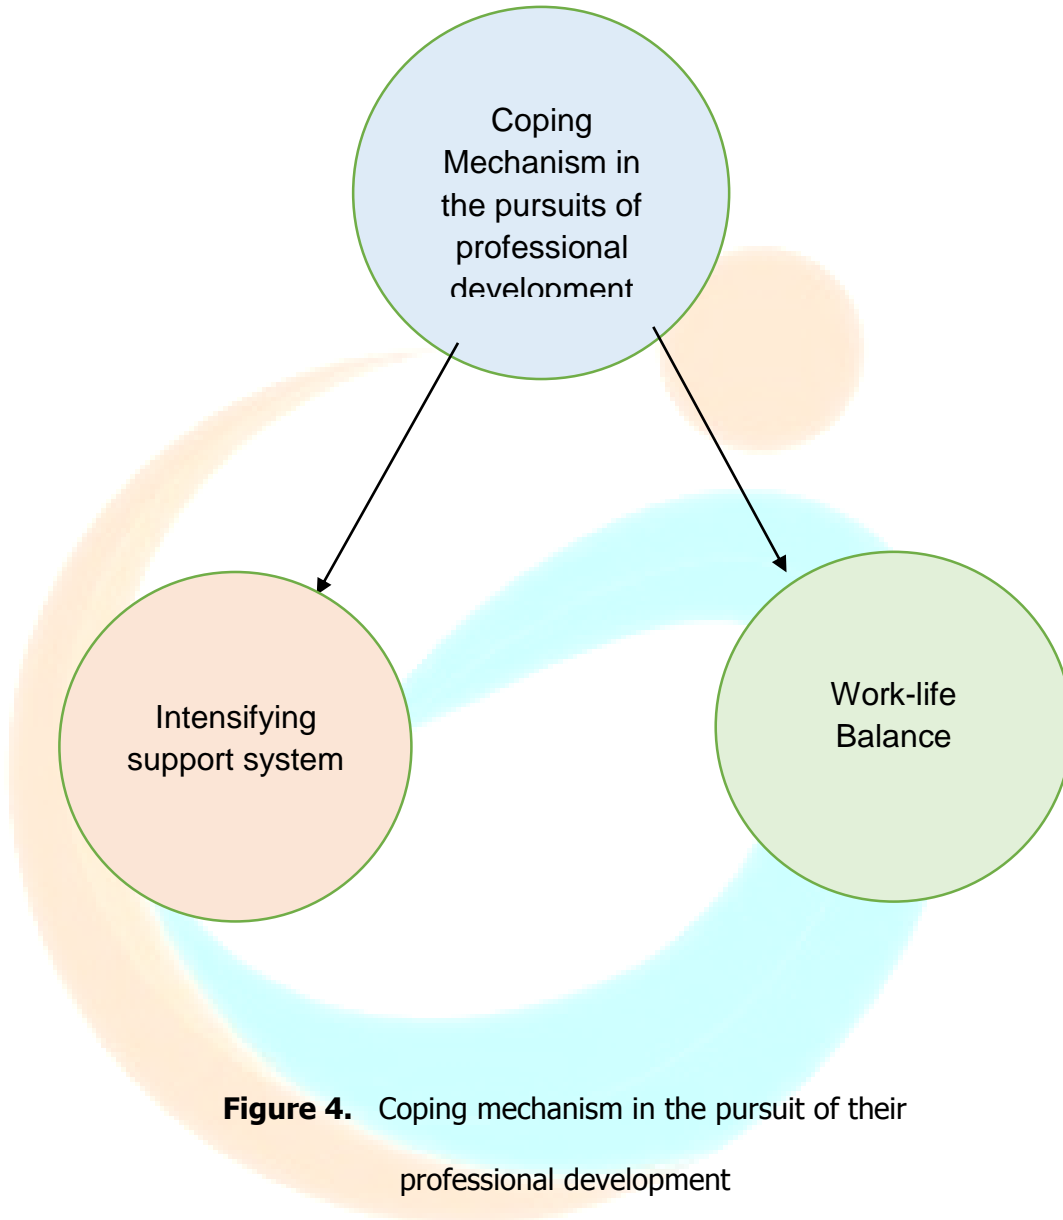 Coping
Mechanism in
the pursuits of
professional
development
Intensifying
support system
Work-life
Balance
Figure 4. Coping mechanism in the pursuit of their
professional development